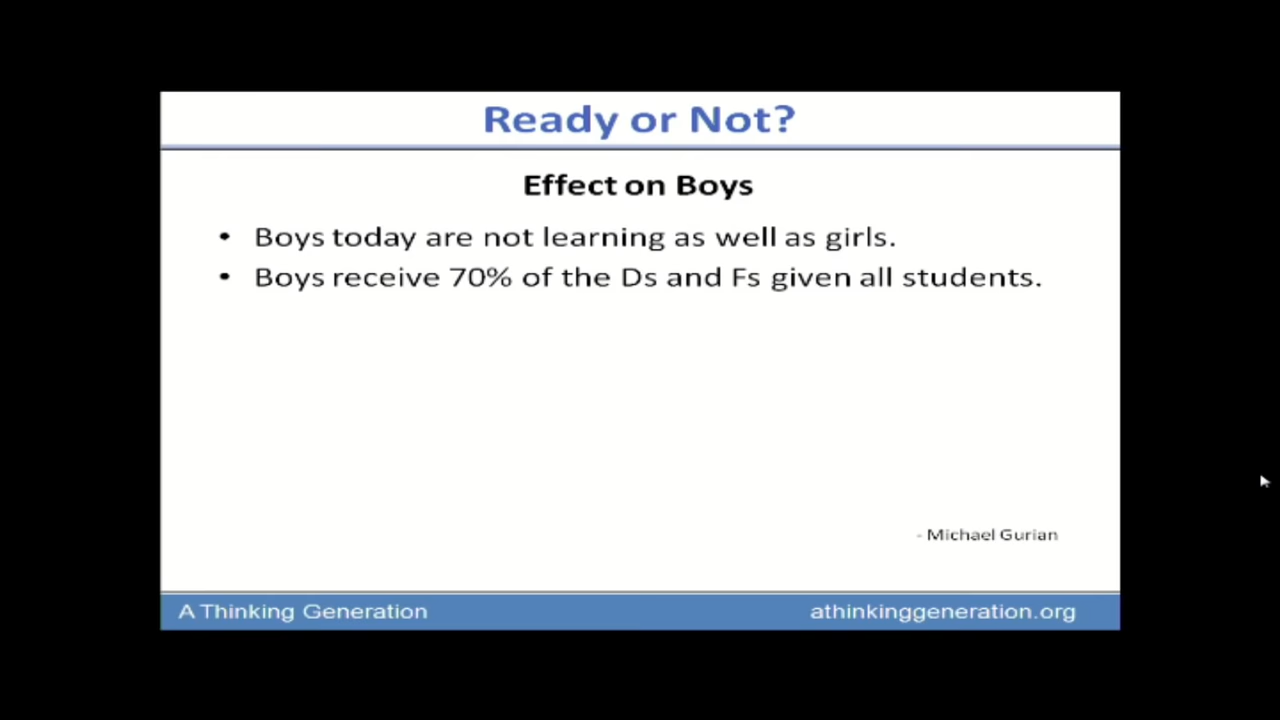 Ready or Not?
Effect on Boys
• Boys today are not learning as well as girls.
• Boys receive 70% of the Ds and Fs given all students.
- Michael Gurian
A Thinking Generation
athinkinggeneration.org